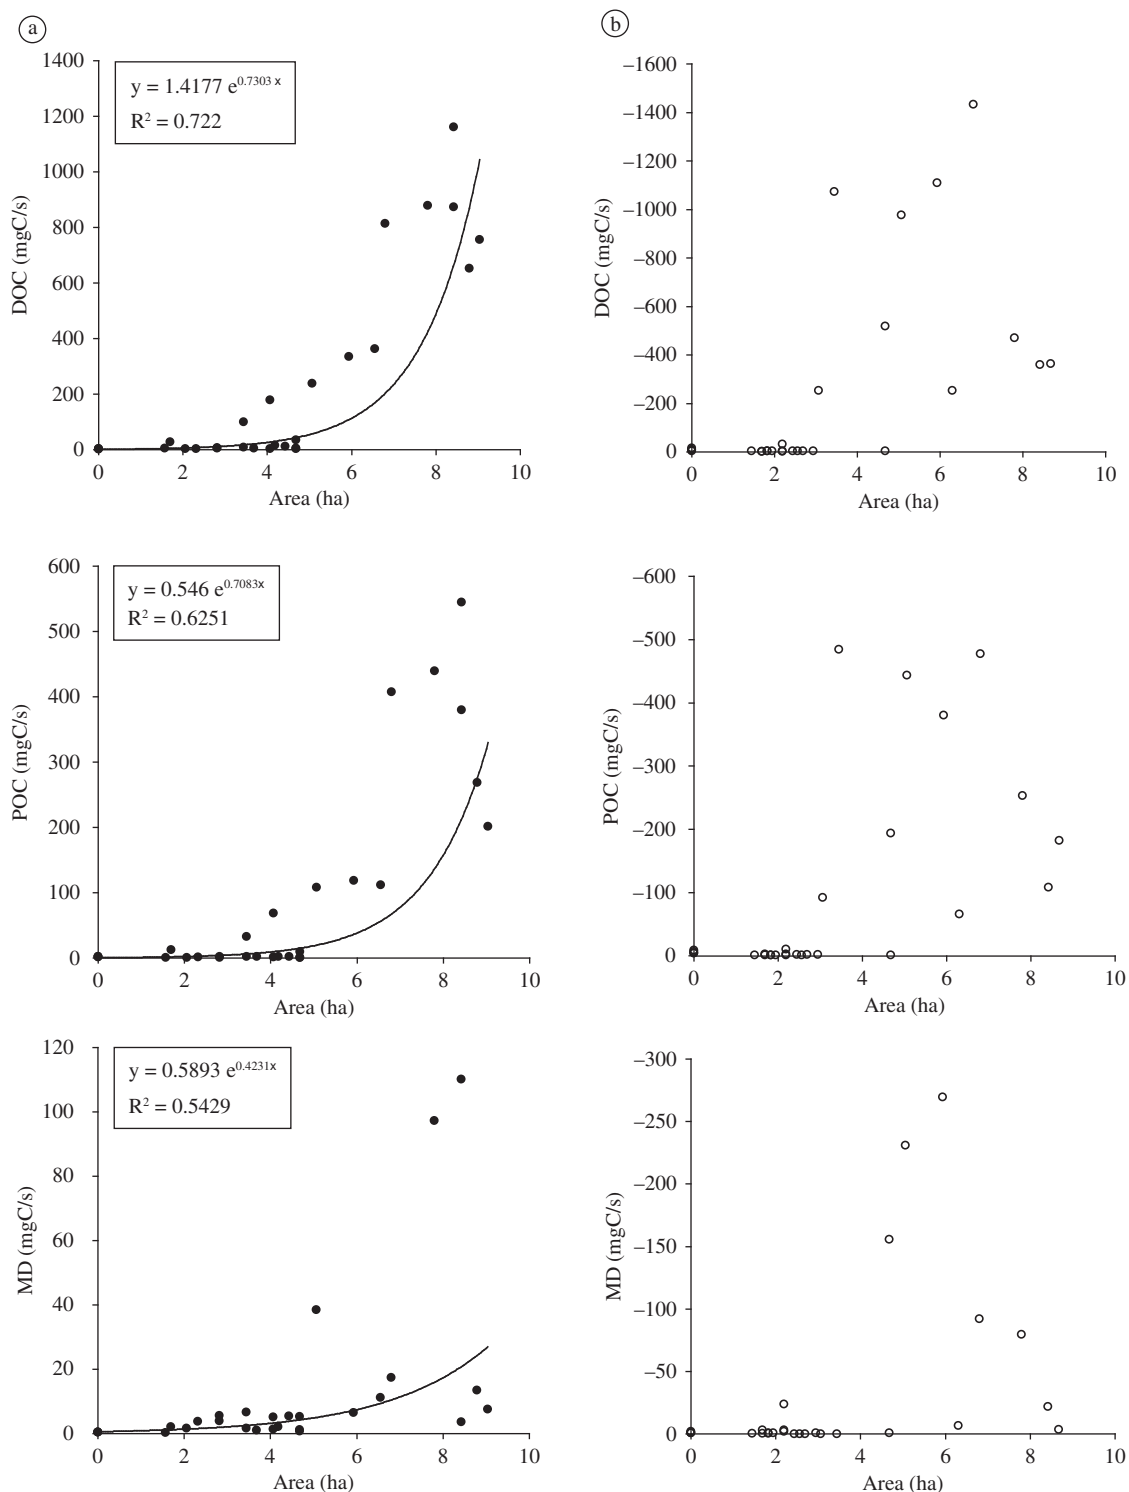 a
1400
1200
1000
800
600
400
200
0
y = 1.4177 e^0.7303 x
R² = 0.722
DOC (mgC/s)
0 2 4 6 8 10
Area (ha)
b
–1600
–1400
–1200
–1000
–800
–600
–400
–200
0
DOC (mgC/s)
0 2 4 6 8 10
Area (ha)
600
500
400
300
200
100
0
y = 0.546 e^0.7083x
R² = 0.6251
POC (mgC/s)
0 2 4 6 8 10
Area (ha)
–600
–500
–400
–300
–200
–100
0
POC (mgC/s)
0 2 4 6 8 10
Area (ha)
120
100
80
60
40
20
0
y = 0.5893 e^0.4231x
R² = 0.5429
MD (mgC/s)
0 2 4 6 8 10
Area (ha)
–300
–250
–200
–150
–100
–50
0
MD (mgC/s)
0 2 4 6 8 10
Area (ha)